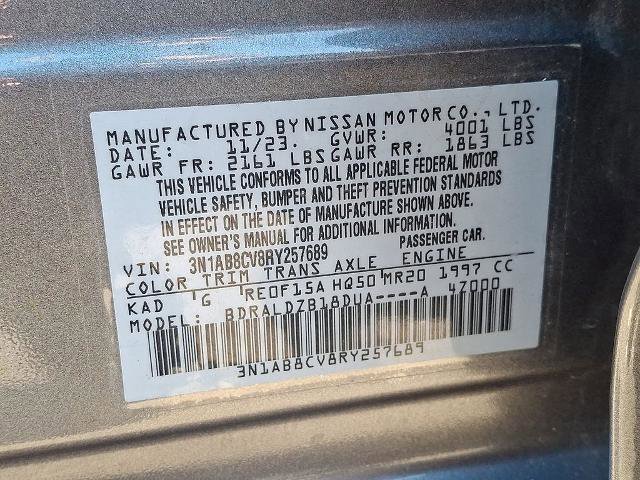 MANUFACTURED BY NISSAN MOTOR CO., LTD.
DATE: 11/23. GVWR: 4001 LBS
GAWR FR: 2161 LBS GAWR RR: 1863 LBS
THIS VEHICLE CONFORMS TO ALL APPLICABLE FEDERAL MOTOR
VEHICLE SAFETY, BUMPER AND THEFT PREVENTION STANDARDS
IN EFFECT ON THE DATE OF MANUFACTURE SHOWN ABOVE.
SEE OWNER'S MANUAL FOR ADDITIONAL INFORMATION.
VIN: 3N1AB8CV8RY257689 PASSENGER CAR.
COLOR TRIM TRANS AXLE ENGINE
KAD G RE0F15A HQ50 MR20 1997 CC
MODEL: BDRALDZB18DUA----A 47000
3N1AB8CV8RY257689